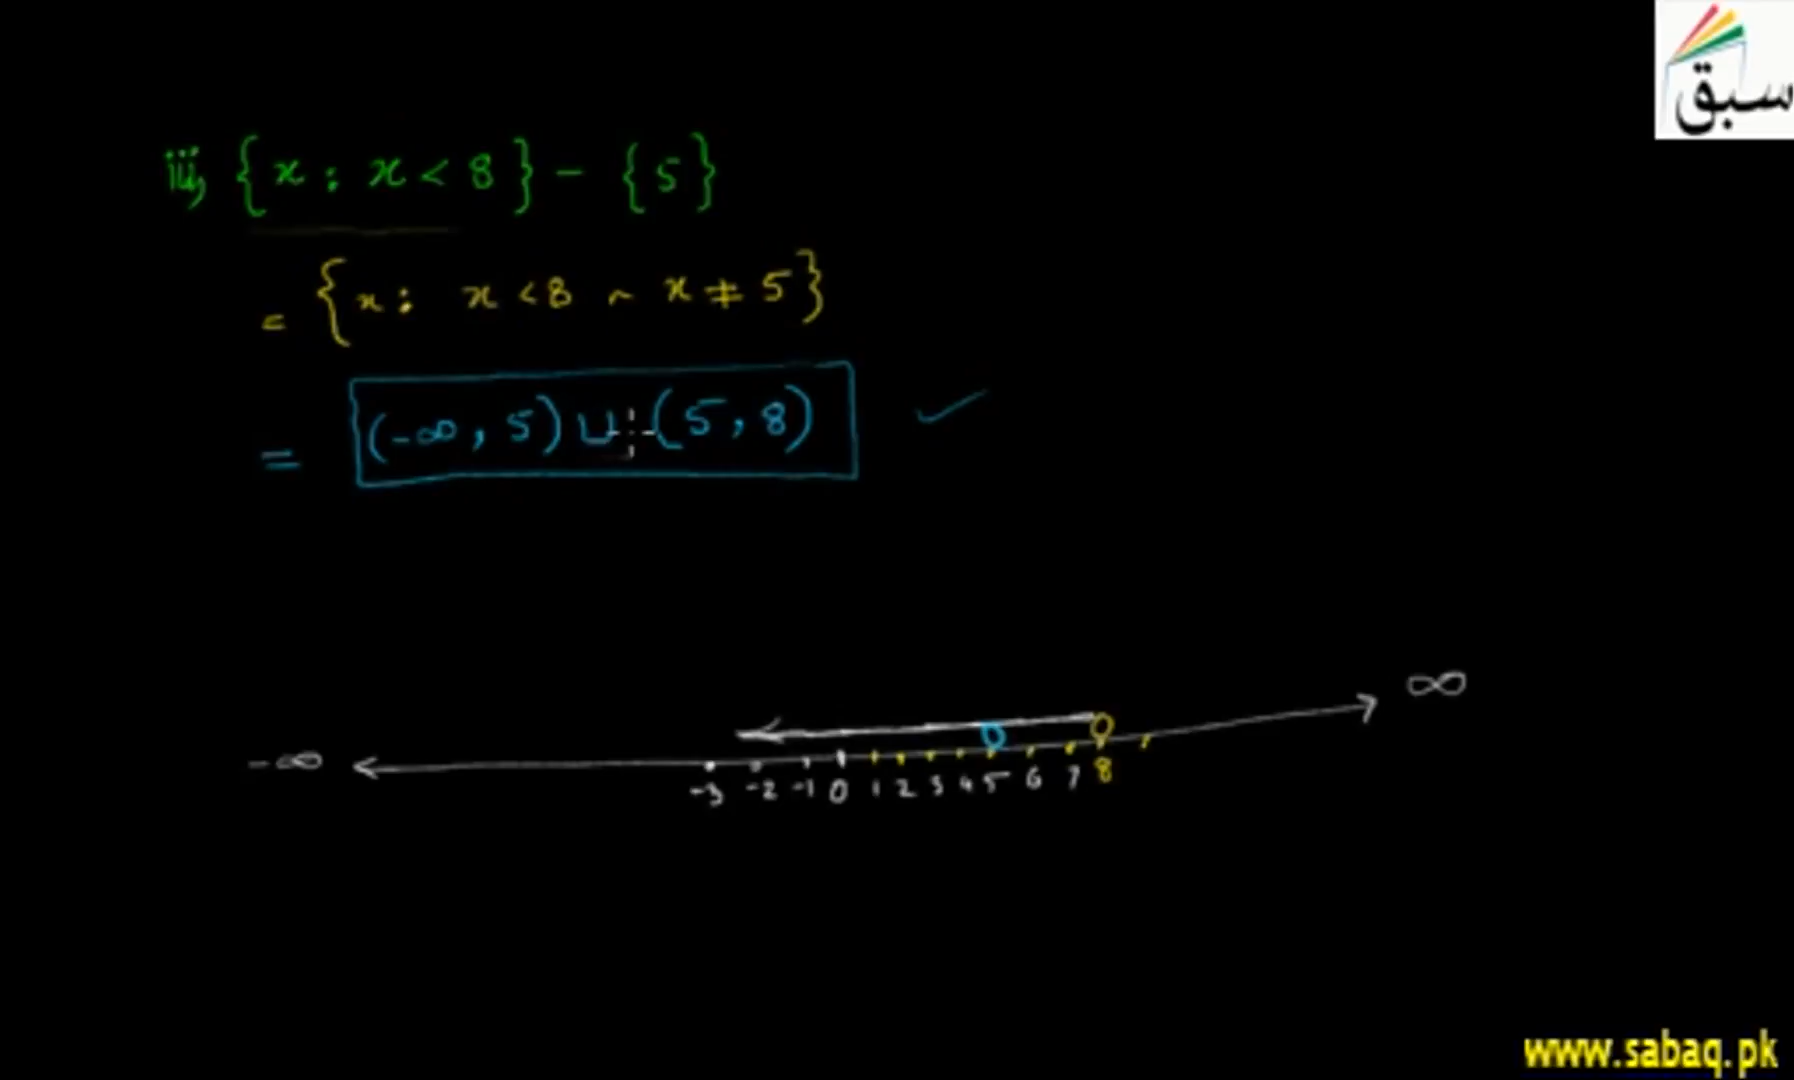 سبق
iii, {x : x < 8} - {5}
= {x : x < 8 ~ x ≠ 5}
= (-∞, 5) ∪ (5, 8) ✓
-∞ ∞
-3 -2 -1 0 1 2 3 4 5 6 7 8
www.sabaq.pk